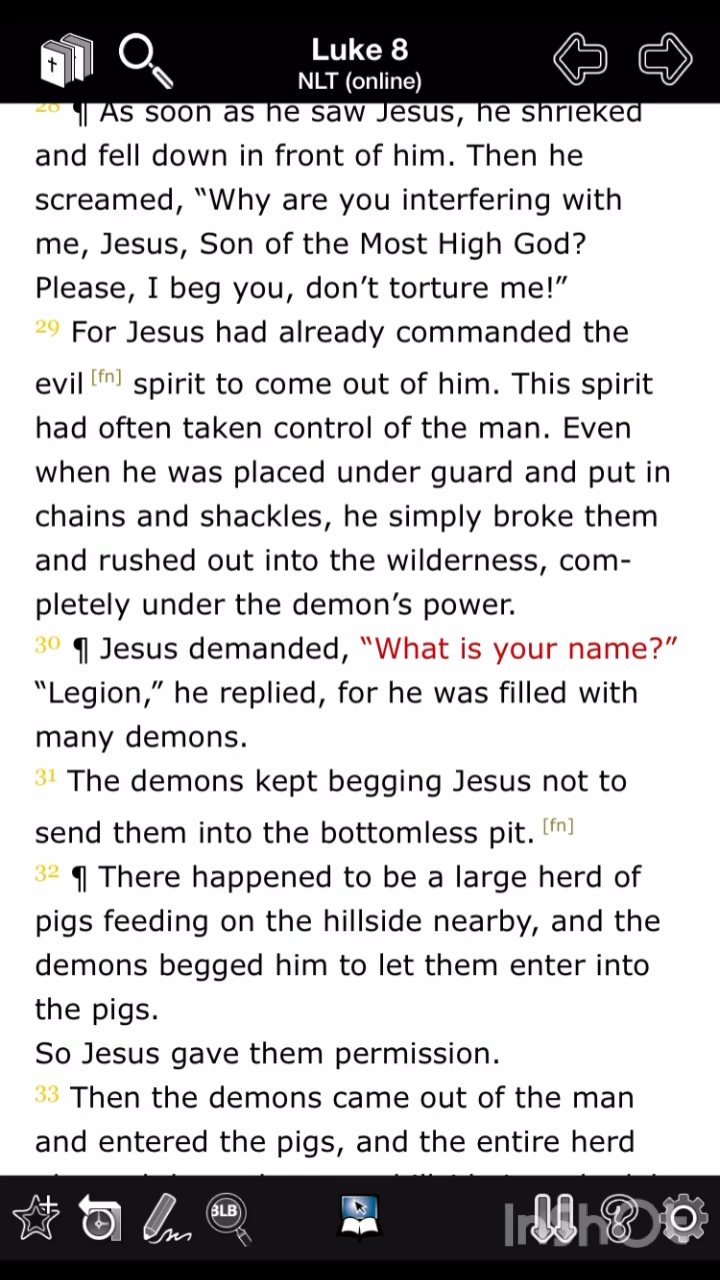 Luke 8
NLT (online)
28 ¶ As soon as he saw Jesus, he shrieked
and fell down in front of him. Then he
screamed, “Why are you interfering with
me, Jesus, Son of the Most High God?
Please, I beg you, don’t torture me!”
29 For Jesus had already commanded the
evil [fn] spirit to come out of him. This spirit
had often taken control of the man. Even
when he was placed under guard and put in
chains and shackles, he simply broke them
and rushed out into the wilderness, com-
pletely under the demon’s power.
30 ¶ Jesus demanded, “What is your name?”
“Legion,” he replied, for he was filled with
many demons.
31 The demons kept begging Jesus not to
send them into the bottomless pit. [fn]
32 ¶ There happened to be a large herd of
pigs feeding on the hillside nearby, and the
demons begged him to let them enter into
the pigs.
So Jesus gave them permission.
33 Then the demons came out of the man
and entered the pigs, and the entire herd
BLB
InShOt